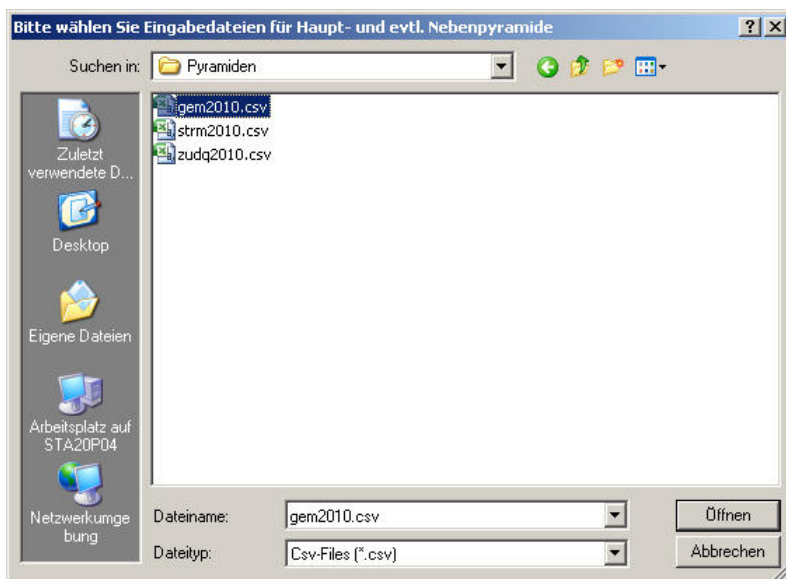 Bitte wählen Sie Eingabedateien für Haupt- und evtl. Nebenpyramide
Suchen in: Pyramiden
gem2010.csv
strm2010.csv
zudq2010.csv
Zuletzt
verwendete D...
Desktop
Eigene Dateien
Arbeitsplatz auf
STA20P04
Netzwerkumge
bung
Dateiname: gem2010.csv Öffnen
Dateityp: Csv-Files (*.csv) Abbrechen